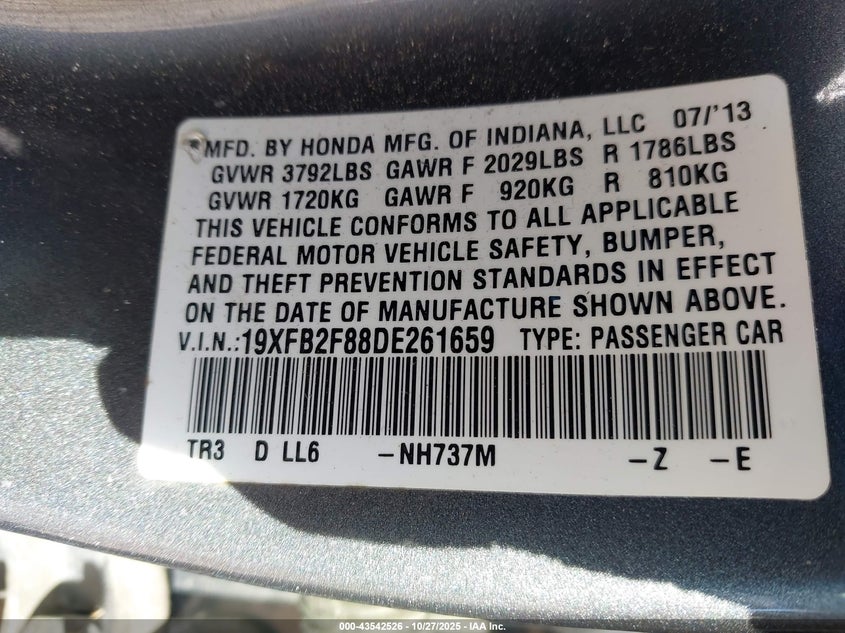 MFD. BY HONDA MFG. OF INDIANA, LLC 07/'13
GVWR 3792LBS GAWR F 2029LBS R 1786LBS
GVWR 1720KG GAWR F 920KG R 810KG
THIS VEHICLE CONFORMS TO ALL APPLICABLE
FEDERAL MOTOR VEHICLE SAFETY, BUMPER,
AND THEFT PREVENTION STANDARDS IN EFFECT
ON THE DATE OF MANUFACTURE SHOWN ABOVE.
V.I.N.:19XFB2F88DE261659 TYPE: PASSENGER CAR
TR3 D LL6 -NH737M -Z -E
000-43542526 - 10/27/2025 - IAA, Inc.